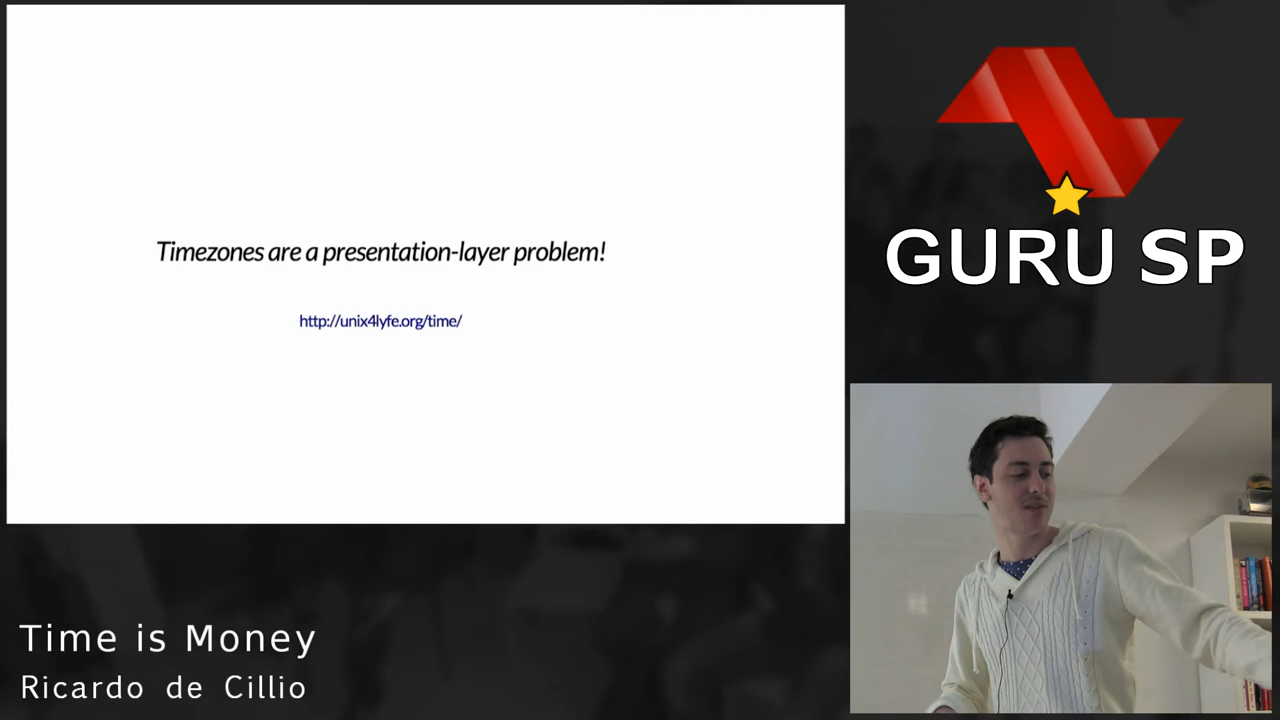 Timezones are a presentation-layer problem!
http://unix4lyfe.org/time/
GURU SP
Time is Money
Ricardo de Cillio